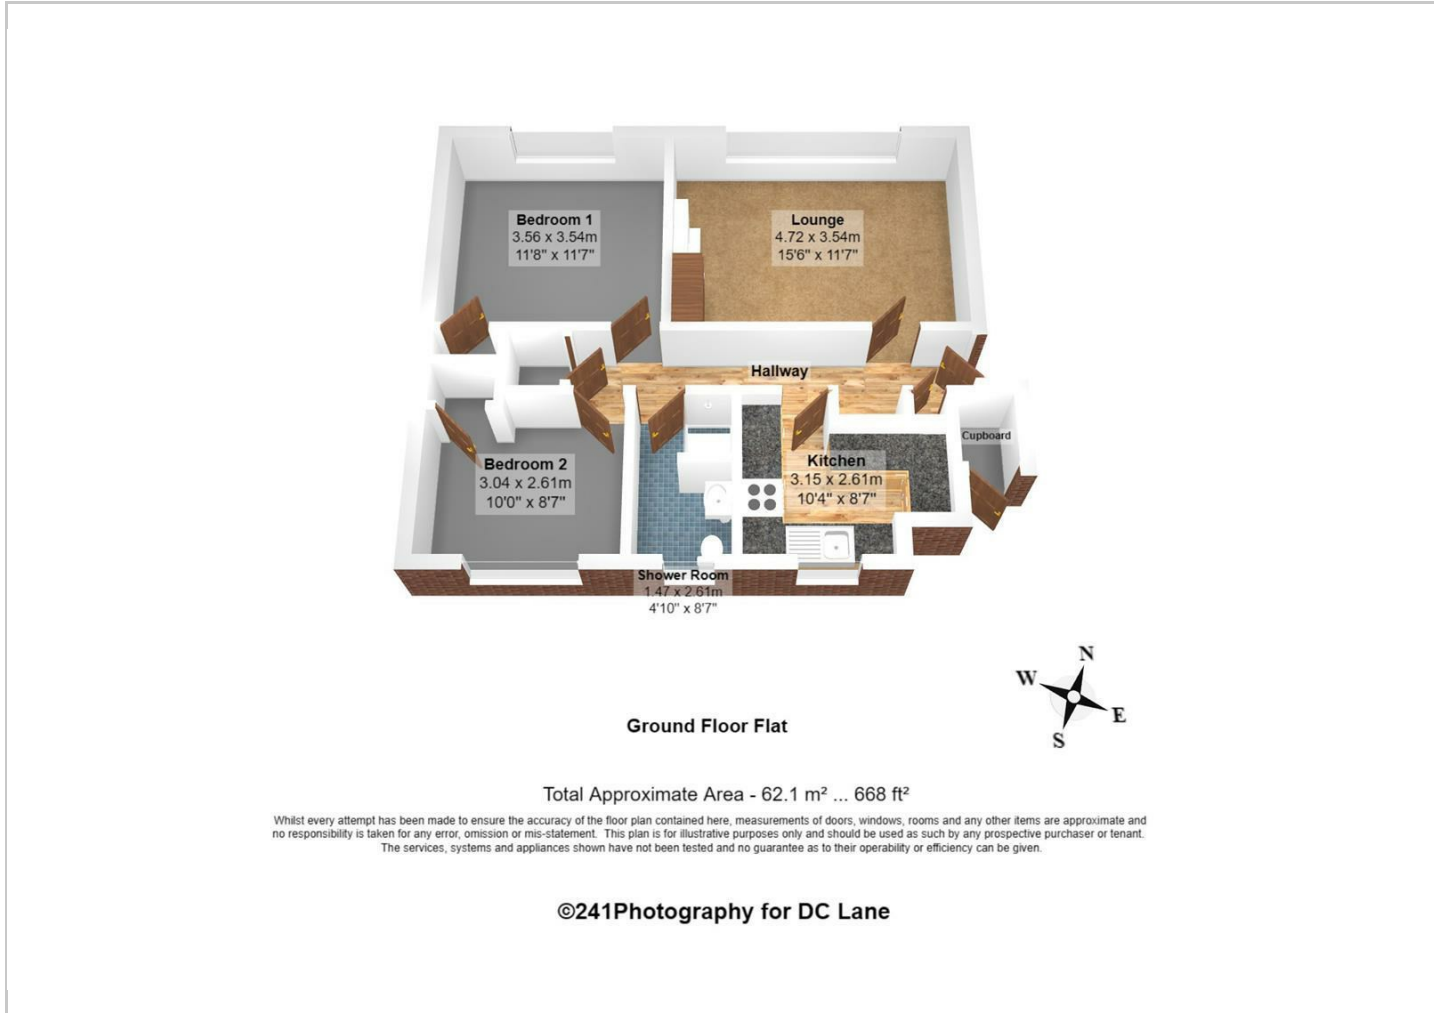 Bedroom 1
3.56 x 3.54m
11'8" x 11'7"
Lounge
4.72 x 3.54m
15'6" x 11'7"
Hallway
Cupboard
Bedroom 2
3.04 x 2.61m
10'0" x 8'7"
Kitchen
3.15 x 2.61m
10'4" x 8'7"
Shower Room
1.47 x 2.61m
4'10" x 8'7"
N
W
E
S
Ground Floor Flat
Total Approximate Area - 62.1 m² ... 668 ft²
Whilst every attempt has been made to ensure the accuracy of the floor plan contained here, measurements of doors, windows, rooms and any other items are approximate and
no responsibility is taken for any error, omission or mis-statement. This plan is for illustrative purposes only and should be used as such by any prospective purchaser or tenant.
The services, systems and appliances shown have not been tested and no guarantee as to their operability or efficiency can be given.
©241Photography for DC Lane